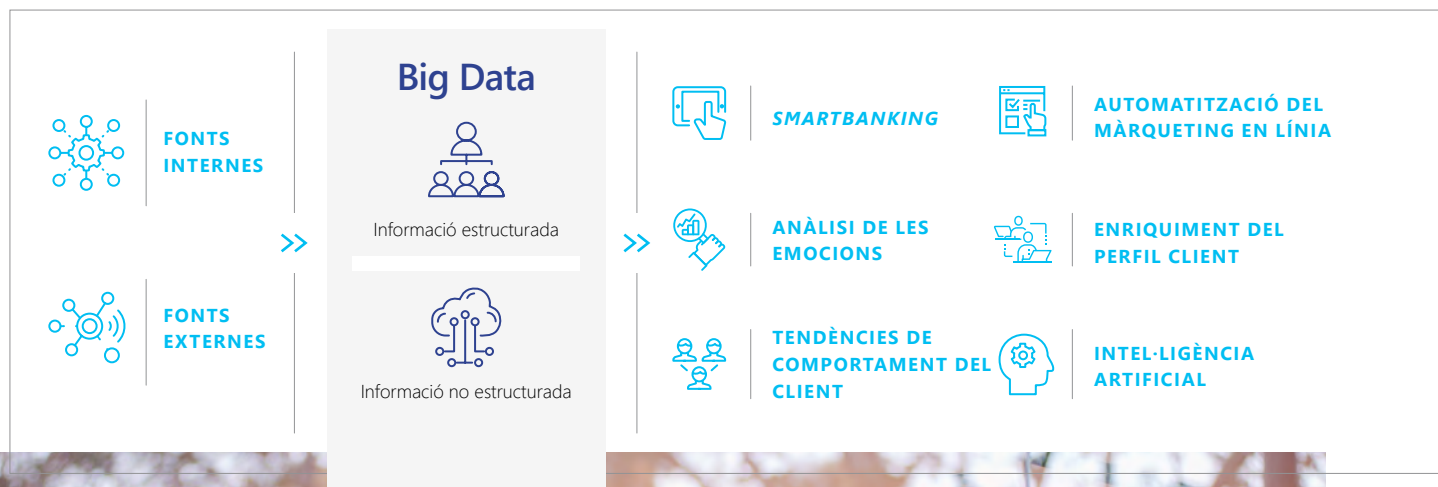 FONTS
INTERNES
FONTS
EXTERNES
Big Data
Informació estructurada
Informació no estructurada
SMARTBANKING
AUTOMATITZACIÓ DEL
MÀRQUETING EN LÍNIA
ANÀLISI DE LES
EMOCIONS
ENRIQUIMENT DEL
PERFIL CLIENT
TENDÈNCIES DE
COMPORTAMENT DEL
CLIENT
INTEL·LIGÈNCIA
ARTIFICIAL